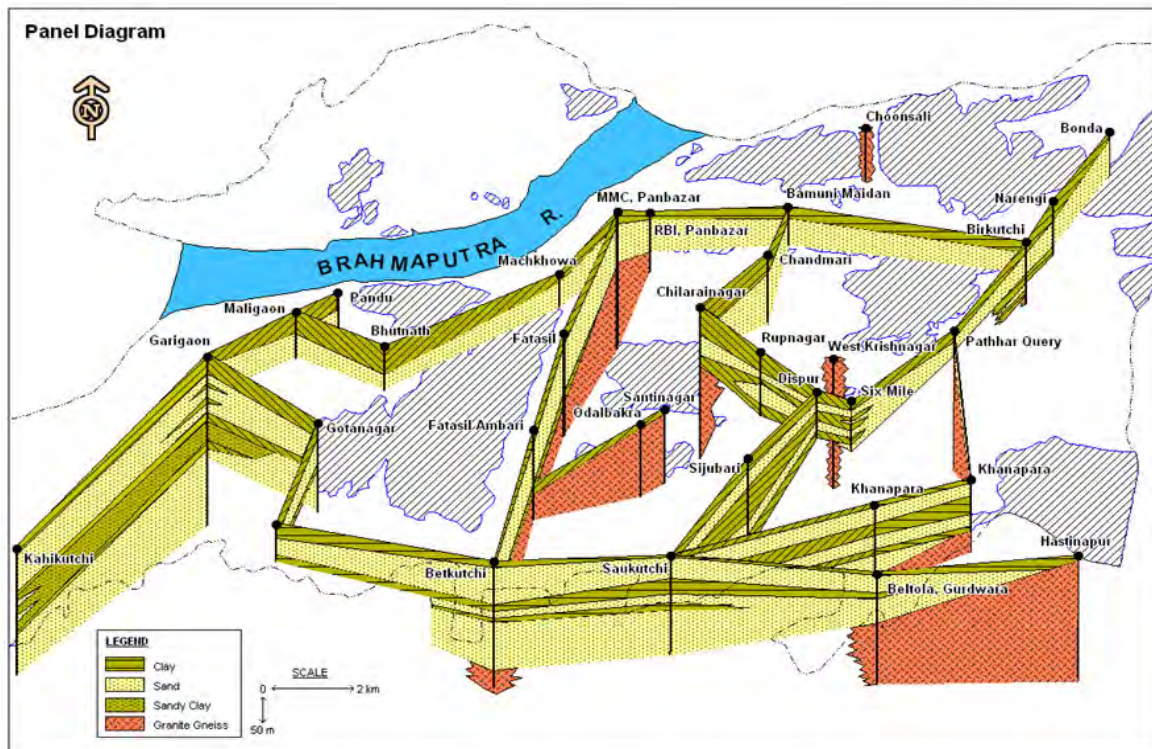 Panel Diagram
N
BRAHMAPUTRA R.
Choonsali
Bonda
MMC, Panbazar
Bamuni Maidan
Narengi
RBI, Panbazar
Birkutchi
Machkhowa
Chandmari
Pandu
Maligaon
Chilarainagar
Bhutnath
Fatasil
Rupnagar
West Krishnagar
Pathhar Query
Garigaon
Dispur
Six Mile
Santinagar
Odalbakra
Gotanagar
Fatasil Ambari
Sijubari
Khanapara
Khanapara
Kahikutchi
Betkutchi
Saukutchi
Hastinapur
Beltola, Gurdwara
LEGEND
Clay
Sand
Sandy Clay
Granite Gneiss
SCALE
0 2 km
50 m